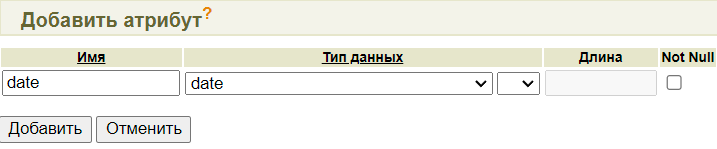 Добавить атрибут?
Имя Тип данных Длина Not Null
date date
Добавить Отменить